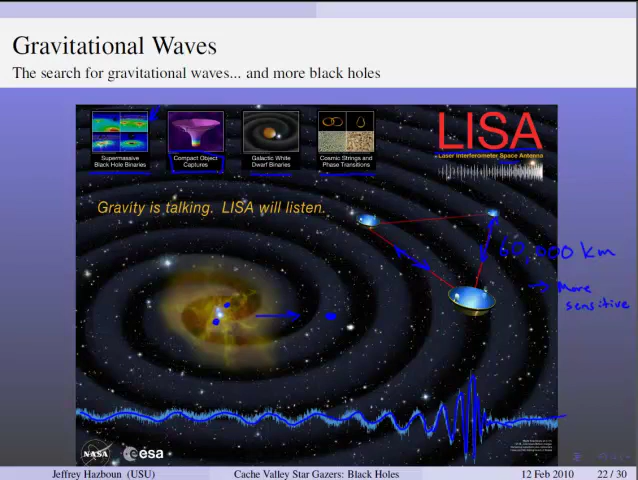 Gravitational Waves
The search for gravitational waves... and more black holes
LISA
Laser Interferometer Space Antenna
Supermasive
Black Hole Binaries
Compact Object
Captures
Galactic White
Dwarf Binaries
Cosmic Strings and
Phase Transitions
Gravity is talking. LISA will listen.
60,000 km
→ More
sensitive
NASA
esa
Jeffrey Hazboun (USU) Cache Valley Star Gazers: Black Holes 12 Feb 2010 22 / 30